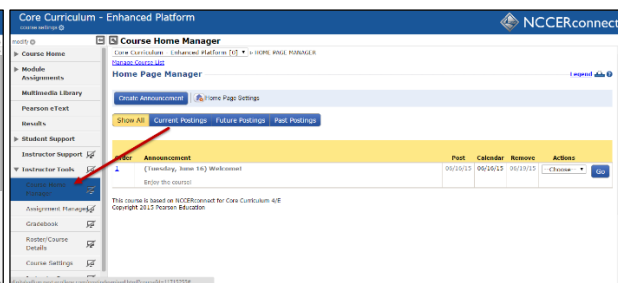 Core Curriculum - Enhanced Platform
course settings
NCCERconnect
modify
Course Home
Module
Assignments
Multimedia Library
Pearson eText
Results
Student Support
Instructor Support
Instructor Tools
Course Home
Manager
Assignment Manager
Gradebook
Roster/Course
Details
Course Settings
Course Home Manager
Core Curriculum - Enhanced Platform [0] > HOME PAGE MANAGER
Manage Course List
Home Page Manager
Legend
Create Announcement
Home Page Settings
Show All Current Postings Future Postings Past Postings
Order Announcement Post Calendar Remove Actions
1 (Tuesday, June 16) Welcome! 06/16/15 06/16/15 --Choose-- Go
Enjoy the course!
This course is based on NCCERconnect for Core Curriculum 4/E
Copyright 2015 Pearson Education